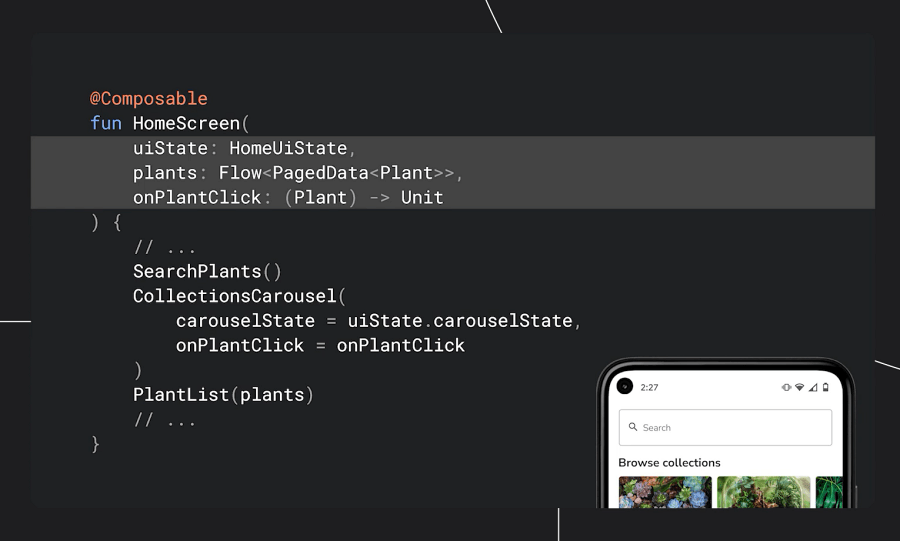 @Composable
fun HomeScreen(
    uiState: HomeUiState,
    plants: Flow<PagedData<Plant>>,
    onPlantClick: (Plant) -> Unit
) {
    // ...
    SearchPlants()
    CollectionsCarousel(
        carouselState = uiState.carouselState,
        onPlantClick = onPlantClick
    )
    PlantList(plants)
    // ...
}
2:27
Search
Browse collections